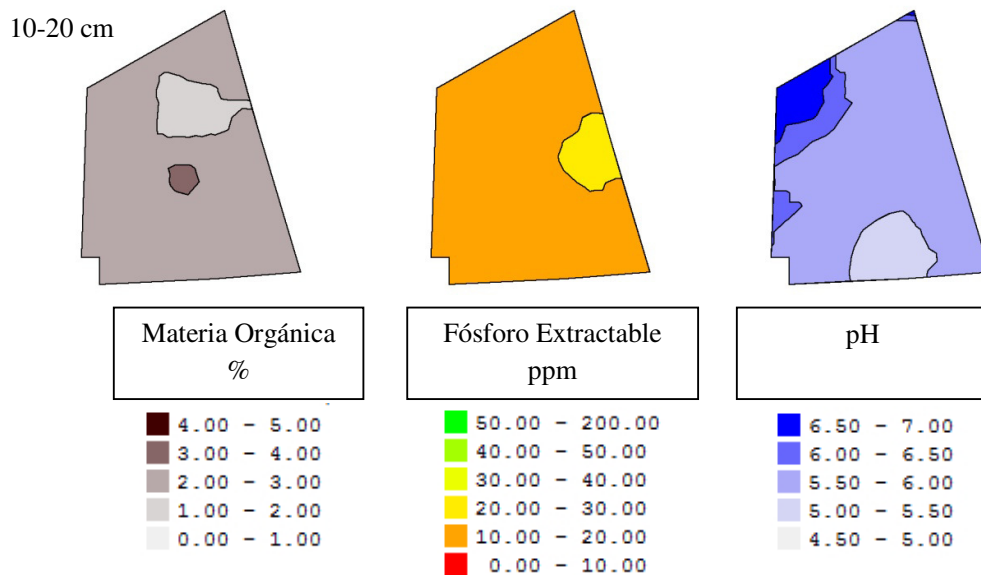 10-20 cm
Materia Orgánica
%
Fósforo Extractable
ppm
pH
4.00 - 5.00
3.00 - 4.00
2.00 - 3.00
1.00 - 2.00
0.00 - 1.00
50.00 - 200.00
40.00 - 50.00
30.00 - 40.00
20.00 - 30.00
10.00 - 20.00
0.00 - 10.00
6.50 - 7.00
6.00 - 6.50
5.50 - 6.00
5.00 - 5.50
4.50 - 5.00